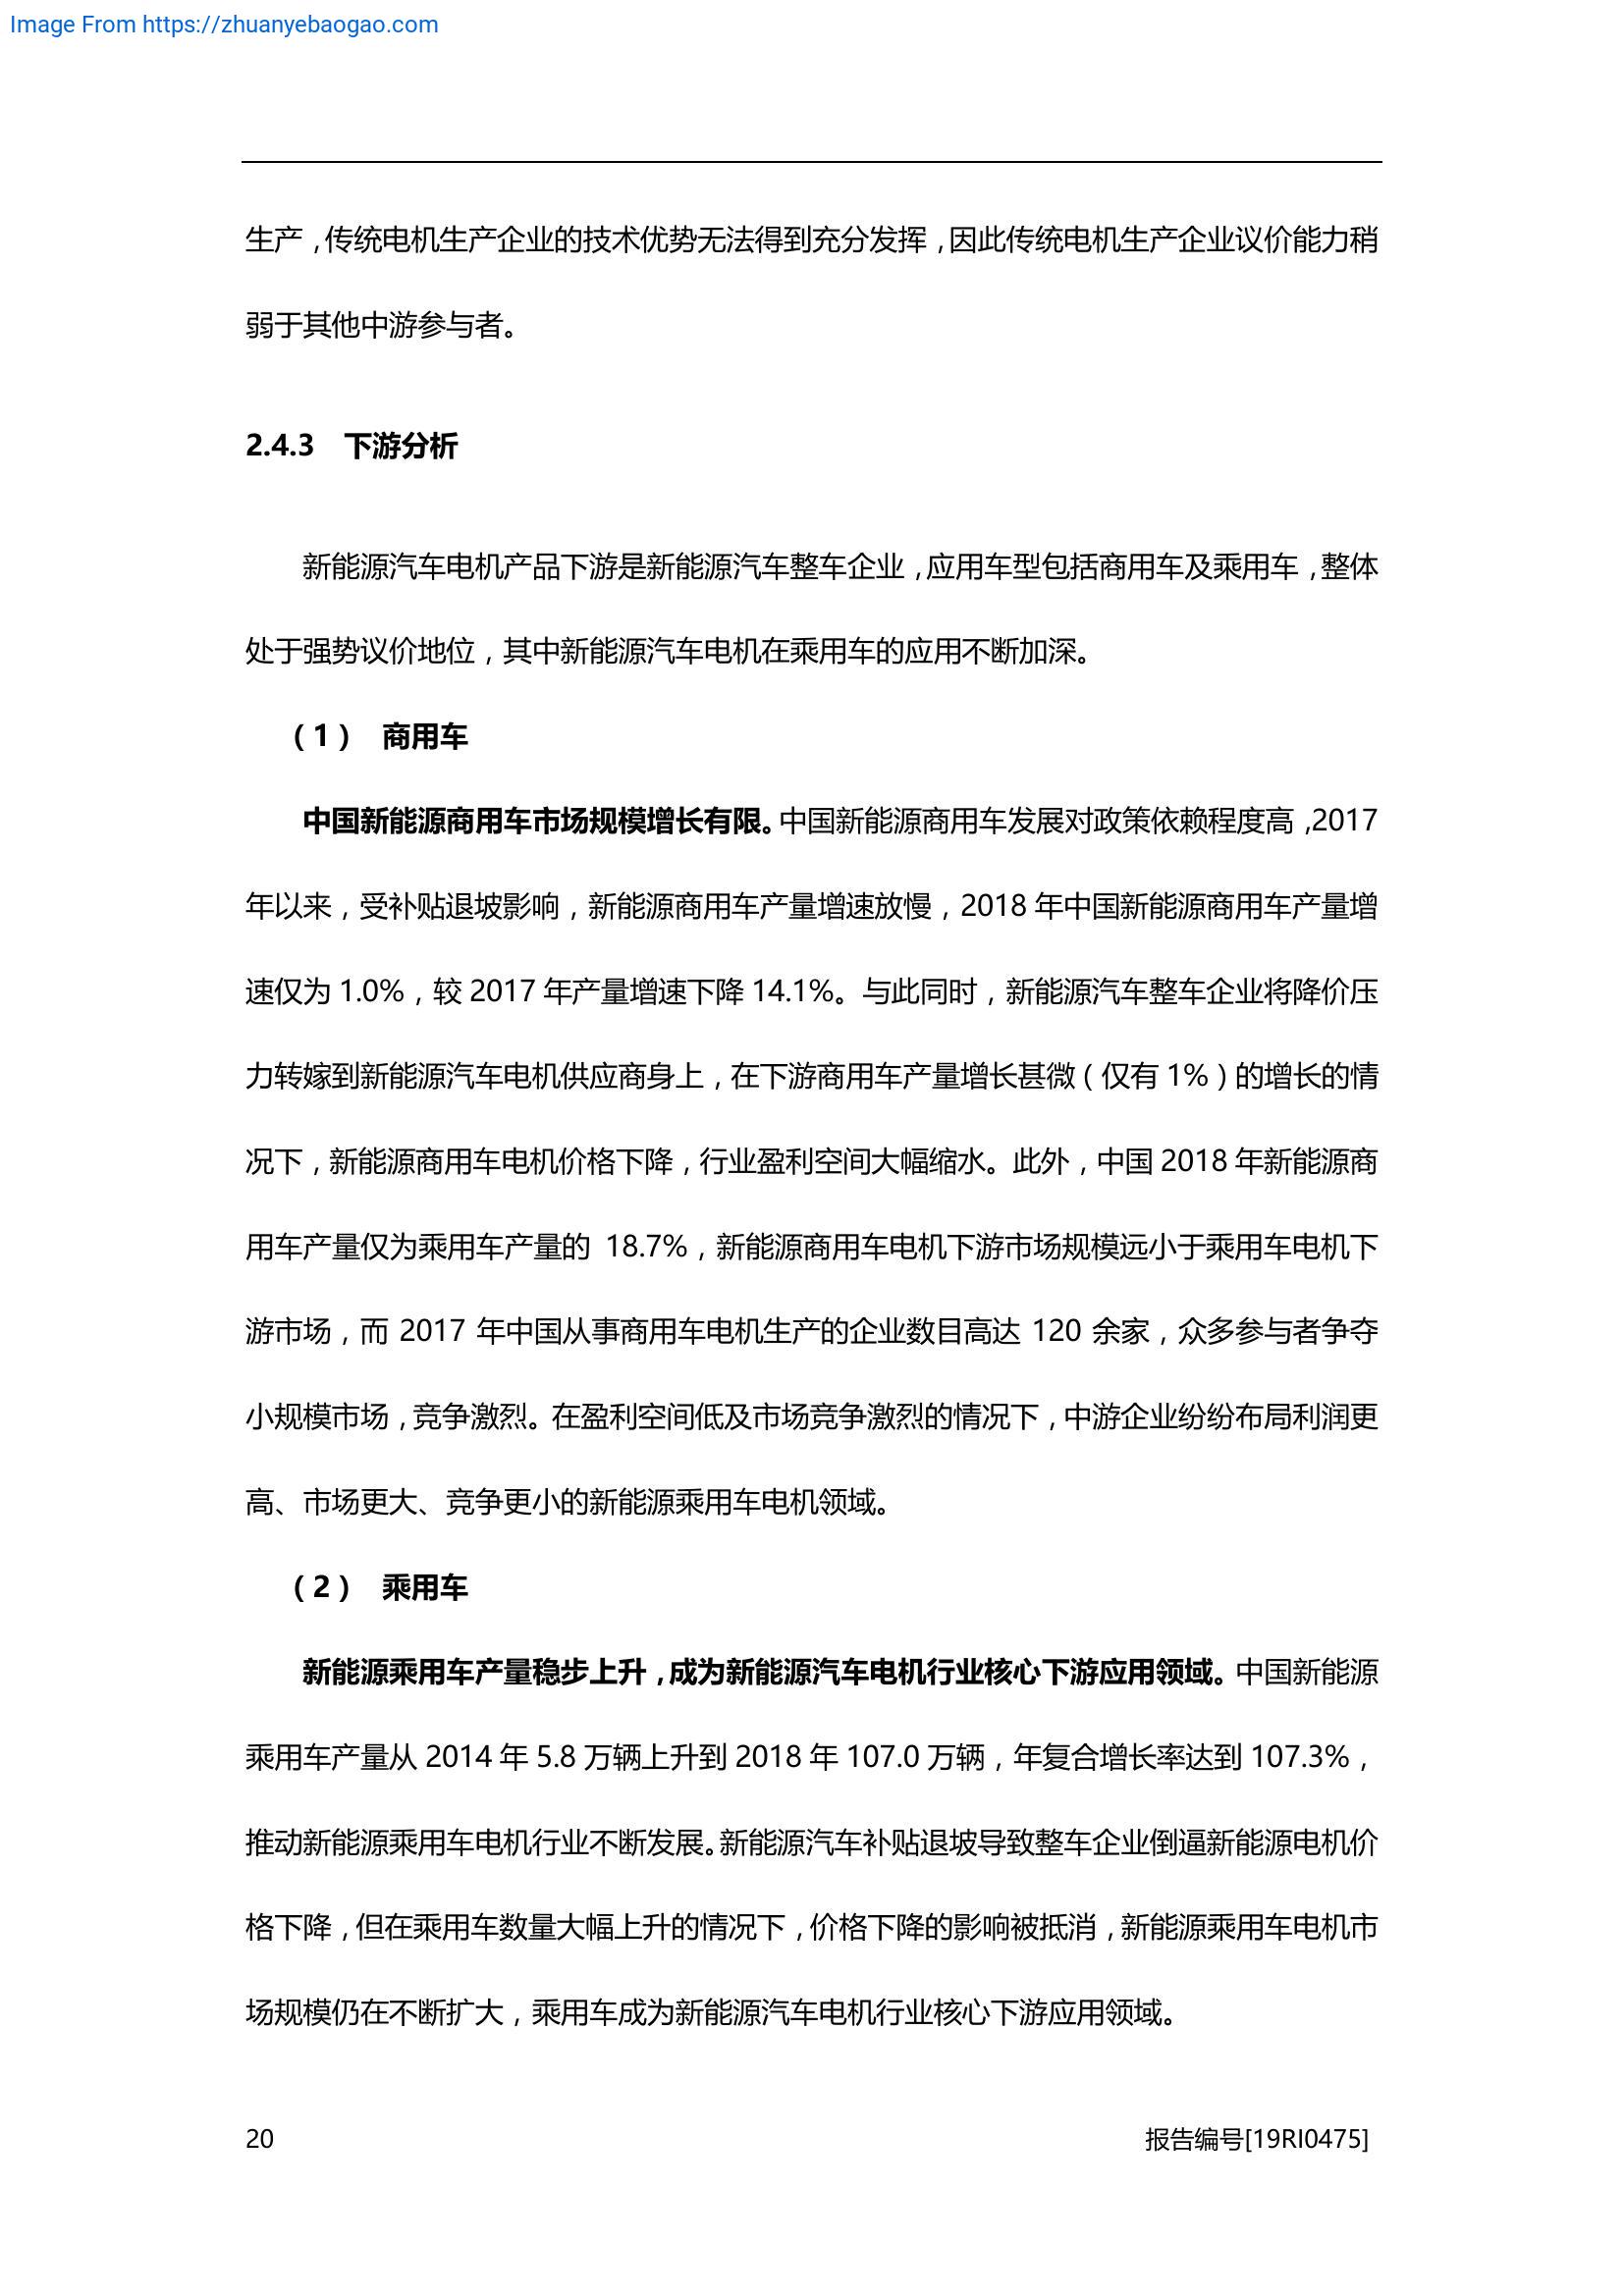 Image From https://zhuanyebaogao.com
生产，传统电机生产企业的技术优势无法得到充分发挥，因此传统电机生产企业议价能力稍
弱于其他中游参与者。
2.4.3 下游分析
新能源汽车电机产品下游是新能源汽车整车企业，应用车型包括商用车及乘用车，整体
处于强势议价地位，其中新能源汽车电机在乘用车的应用不断加深。
（1） 商用车
中国新能源商用车市场规模增长有限。中国新能源商用车发展对政策依赖程度高，2017
年以来，受补贴退坡影响，新能源商用车产量增速放慢，2018 年中国新能源商用车产量增
速仅为 1.0%，较 2017 年产量增速下降 14.1%。与此同时，新能源汽车整车企业将降价压
力转嫁到新能源汽车电机供应商身上，在下游商用车产量增长甚微（仅有 1%）的增长的情
况下，新能源商用车电机价格下降，行业盈利空间大幅缩水。此外，中国 2018 年新能源商
用车产量仅为乘用车产量的 18.7%，新能源商用车电机下游市场规模远小于乘用车电机下
游市场，而 2017 年中国从事商用车电机生产的企业数目高达 120 余家，众多参与者争夺
小规模市场，竞争激烈。在盈利空间低及市场竞争激烈的情况下，中游企业纷纷布局利润更
高、市场更大、竞争更小的新能源乘用车电机领域。
（2） 乘用车
新能源乘用车产量稳步上升，成为新能源汽车电机行业核心下游应用领域。中国新能源
乘用车产量从 2014 年 5.8 万辆上升到 2018 年 107.0 万辆，年复合增长率达到 107.3%，
推动新能源乘用车电机行业不断发展。新能源汽车补贴退坡导致整车企业倒逼新能源电机价
格下降，但在乘用车数量大幅上升的情况下，价格下降的影响被抵消，新能源乘用车电机市
场规模仍在不断扩大，乘用车成为新能源汽车电机行业核心下游应用领域。
20 报告编号[19RI0475]